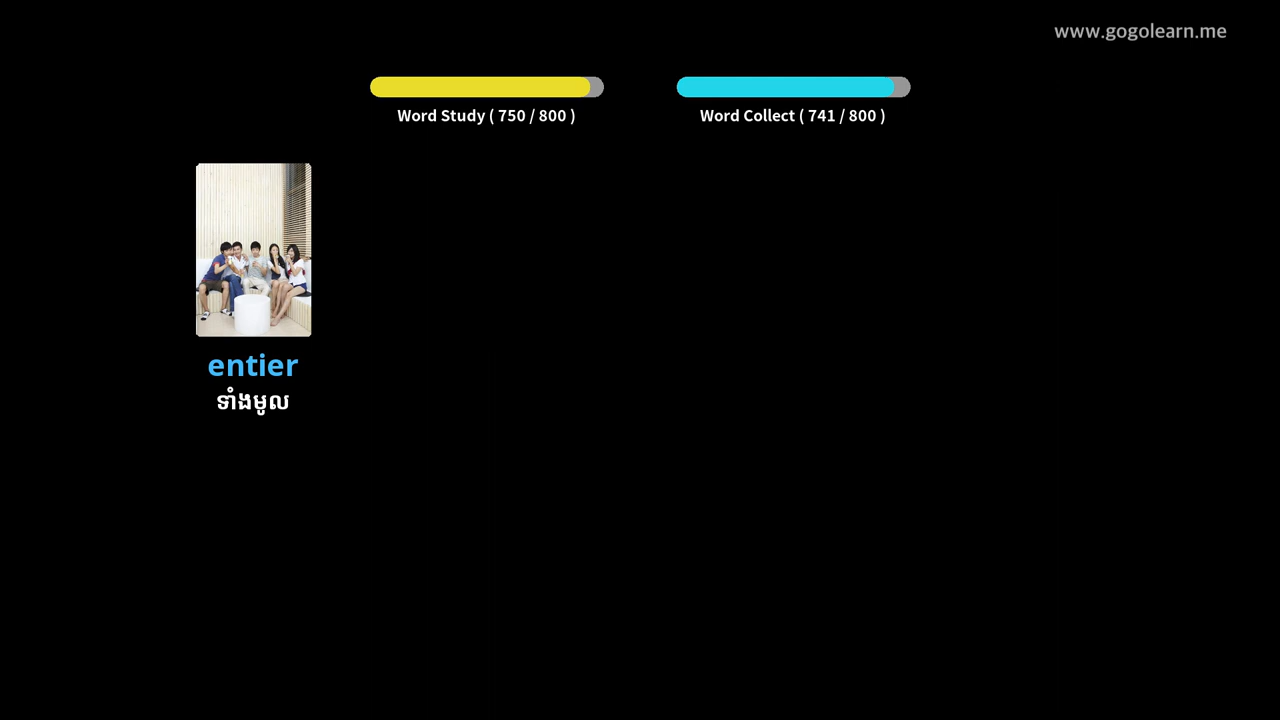 www.gogolearn.me
Word Study ( 750 / 800 )
Word Collect ( 741 / 800 )
entier
ទាំងមូល